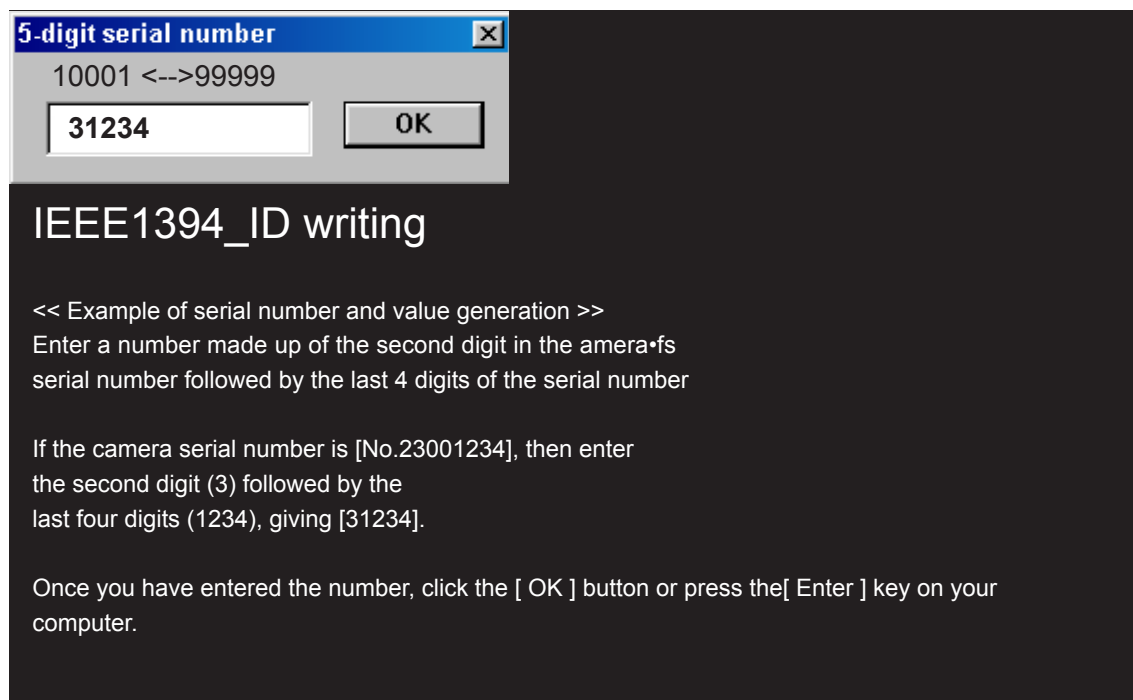 5-digit serial number
10001 <-->99999
31234
OK
IEEE1394_ID writing
<< Example of serial number and value generation >>
Enter a number made up of the second digit in the amera•fs
serial number followed by the last 4 digits of the serial number
If the camera serial number is [No.23001234], then enter
the second digit (3) followed by the
last four digits (1234), giving [31234].
Once you have entered the number, click the [ OK ] button or press the[ Enter ] key on your
computer.